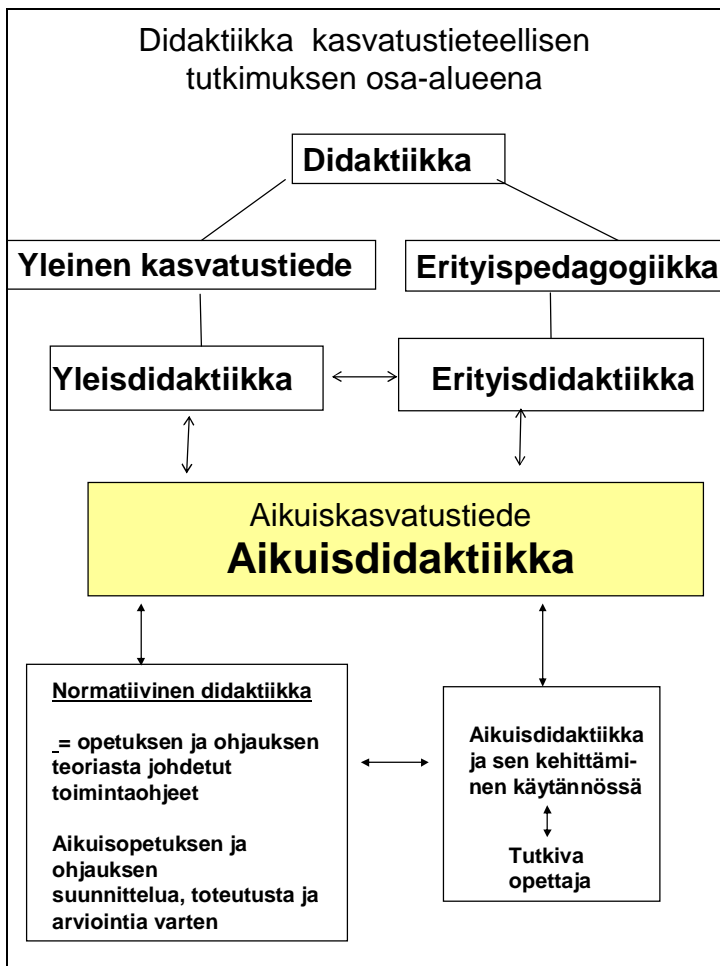 Didaktiikka kasvatustieteellisen
tutkimuksen osa-alueena
Didaktiikka
Yleinen kasvatustiede
Erityispedagogiikka
Yleisdidaktiikka
Erityisdidaktiikka
Aikuiskasvatustiede
Aikuisdidaktiikka
Normatiivinen didaktiikka
= opetuksen ja ohjauksen
teoriasta johdetut
toimintaohjeet
Aikuisopetuksen ja
ohjauksen
suunnittelua, toteutusta ja
arviointia varten
Aikuisdidaktiikka
ja sen kehittämi-
nen käytännössä
Tutkiva
opettaja